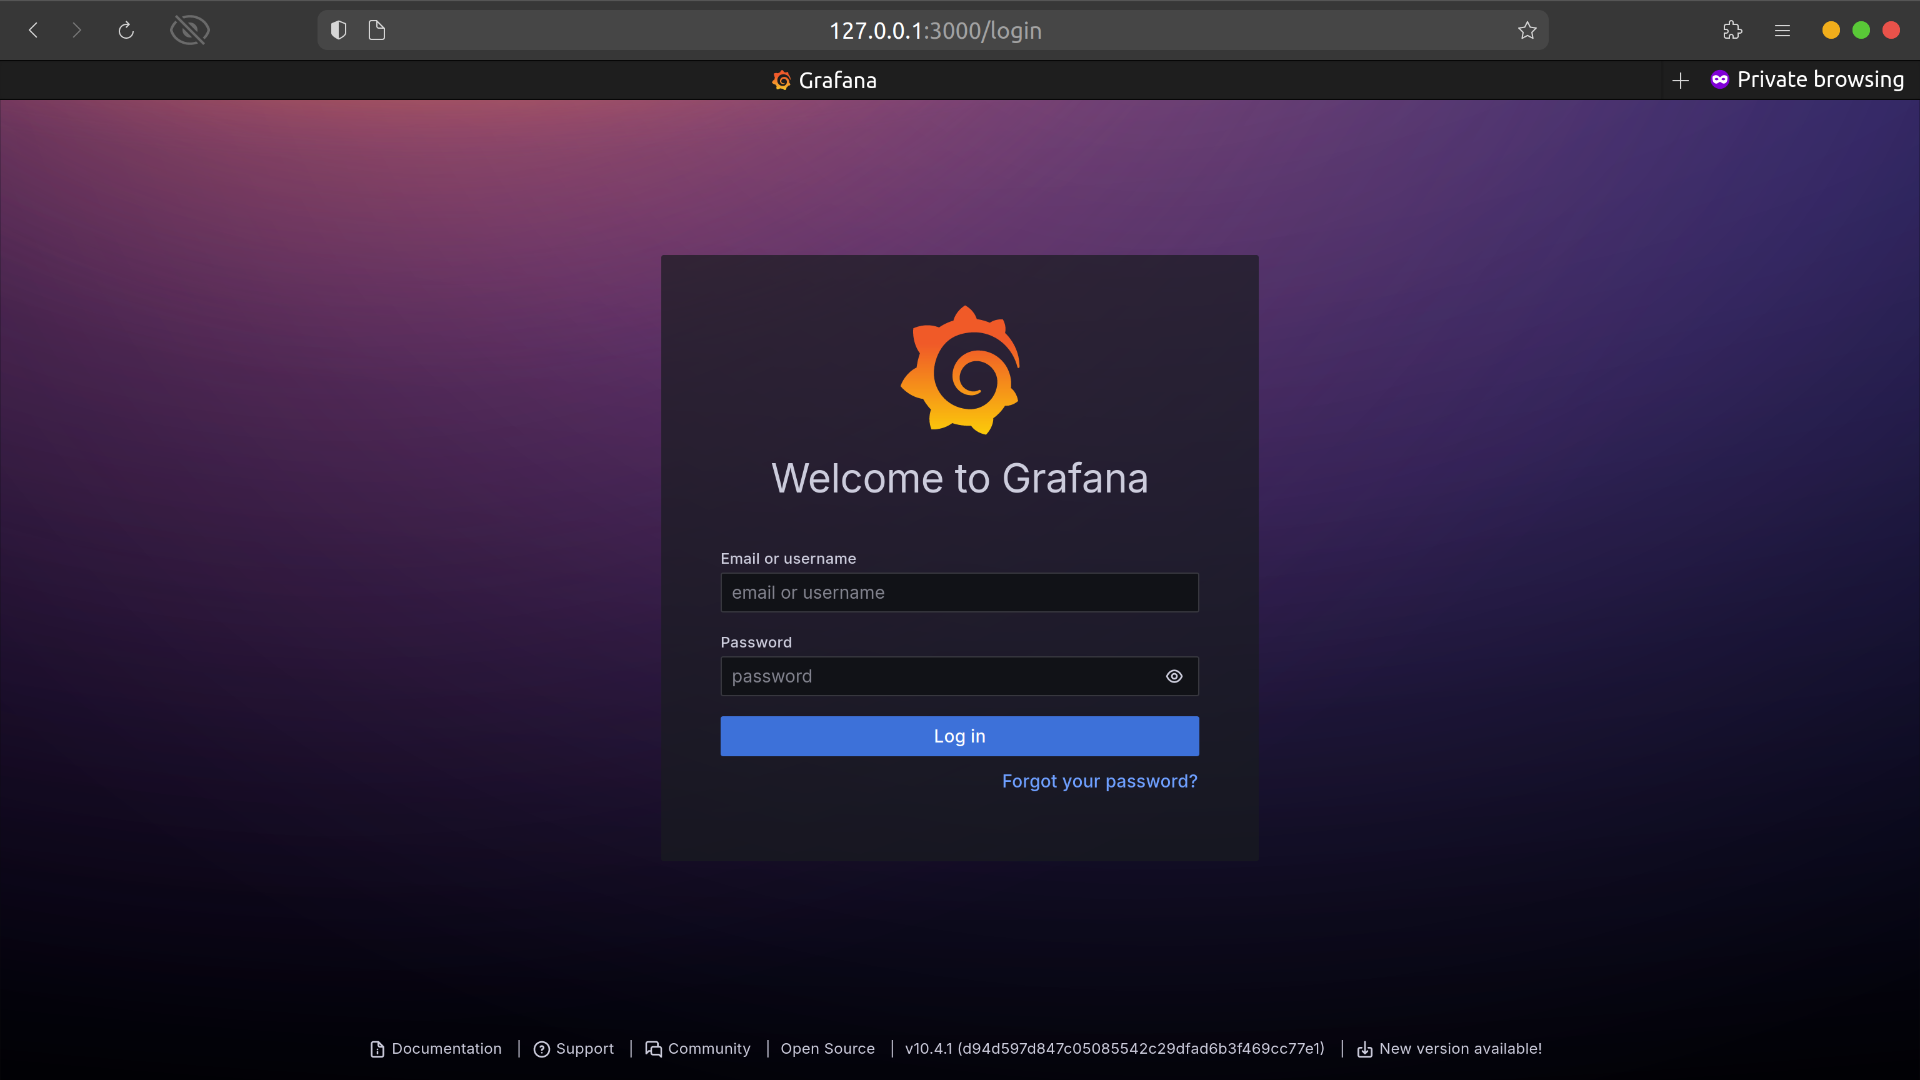 127.0.0.1:3000/login
Grafana
Private browsing
Welcome to Grafana
Email or username
email or username
Password
password
Log in
Forgot your password?
Documentation | Support | Community | Open Source | v10.4.1 (d94d597d847c05085542c29dfad6b3f469cc77e1) | New version available!